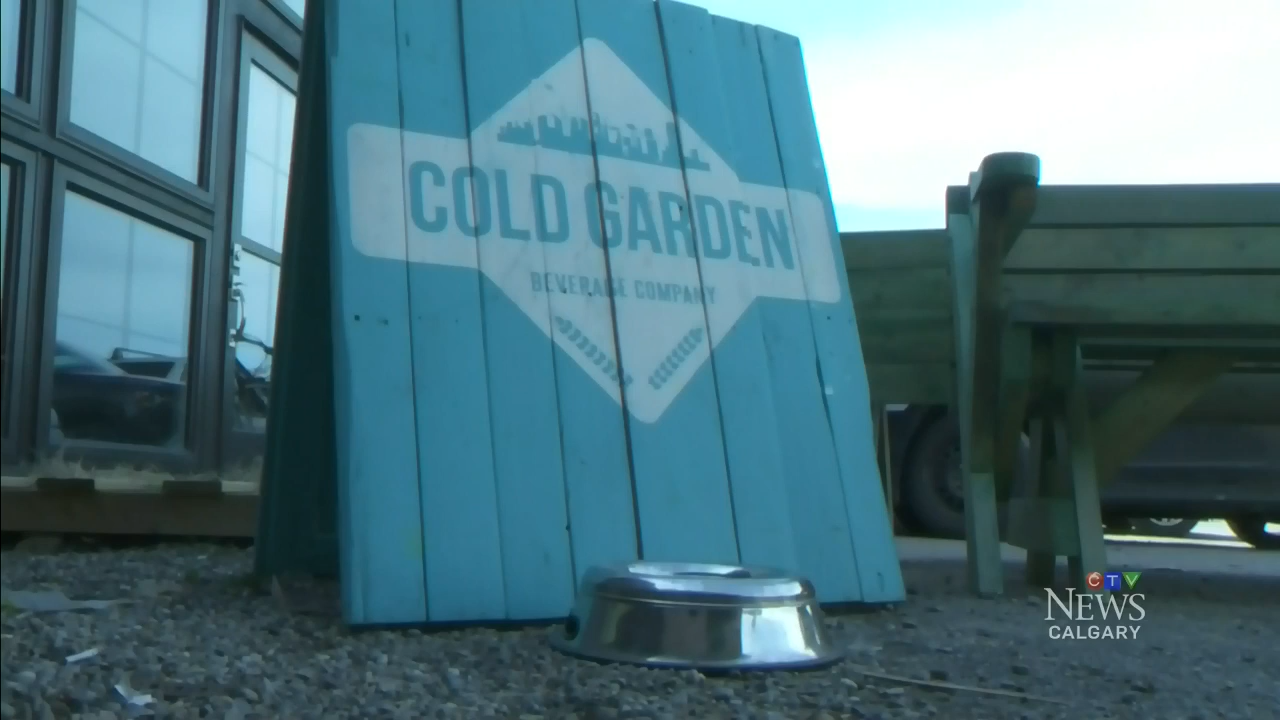 COLD GARDEN
BEVERAGE COMPANY
CTV
NEWS
CALGARY